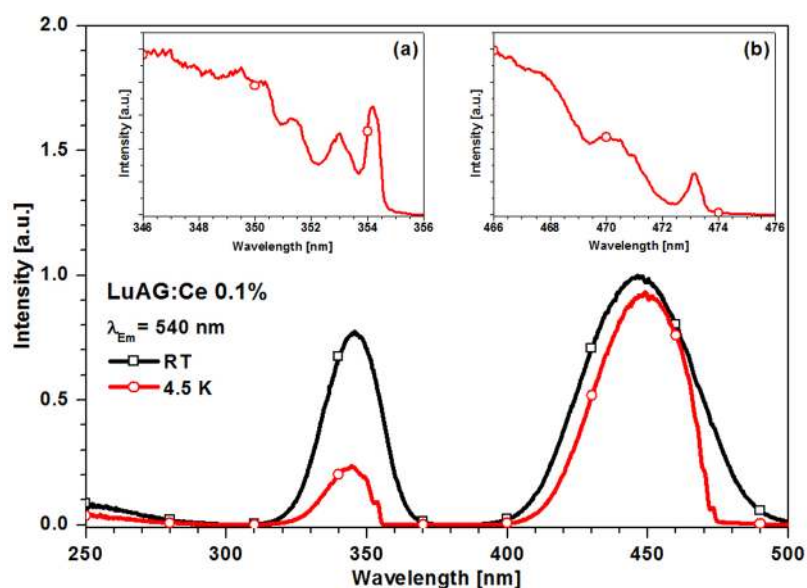 2.0
1.5
1.0
0.5
0.0
Intensity [a.u.]
250 300 350 400 450 500
Wavelength [nm]
(a)
Intensity [a.u.]
346 348 350 352 354 356
Wavelength [nm]
(b)
Intensity [a.u.]
466 468 470 472 474 476
Wavelength [nm]
LuAG:Ce 0.1%
λEm = 540 nm
RT
4.5 K